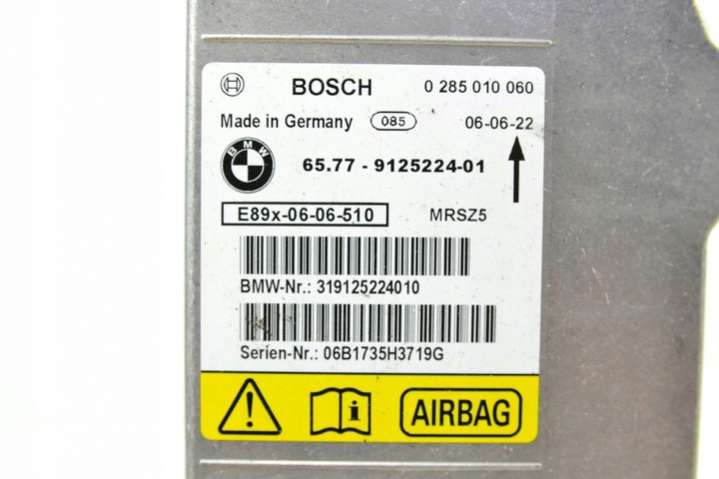 BOSCH 0 285 010 060
Made in Germany 085 06-06-22
BMW 65.77 - 9125224-01
E89x-06-06-510 MRSZ5
BMW-Nr.: 319125224010
Serien-Nr.: 06B1735H3719G
i AIRBAG